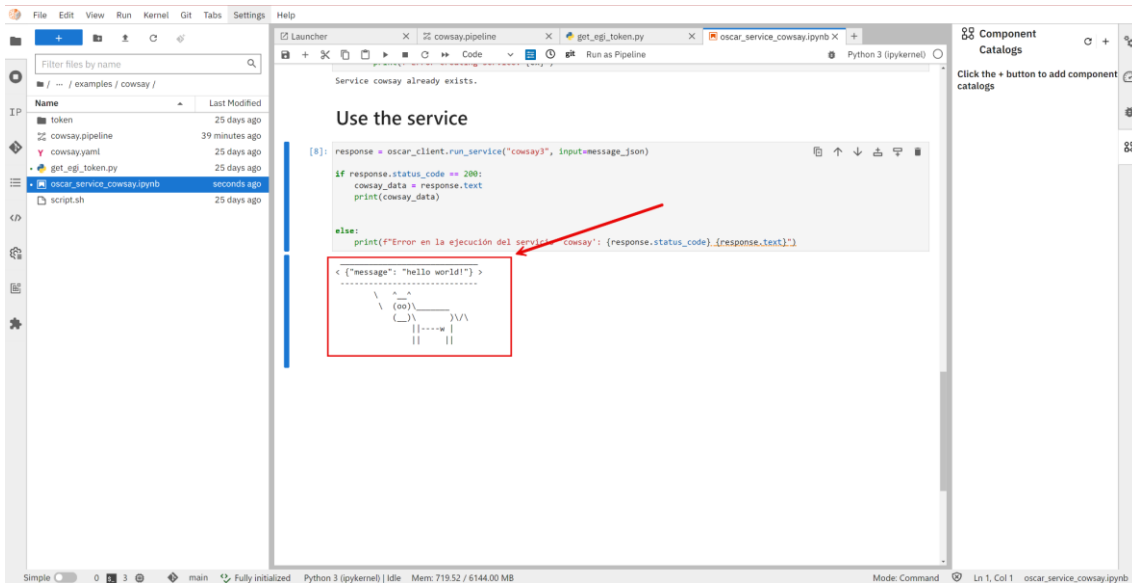 File Edit View Run Kernel Git Tabs Settings Help
Filter files by name
/ ··· / examples / cowsay /
Name Last Modified
token 25 days ago
cowsay.pipeline 39 minutes ago
cowsay.yaml 25 days ago
get_egi_token.py 25 days ago
oscar_service_cowsay.ipynb seconds ago
script.sh 25 days ago
Launcher
cowsay.pipeline
get_egi_token.py
oscar_service_cowsay.ipynb
Code
git
Run as Pipeline
Python 3 (ipykernel)
Service cowsay already exists.
Use the service
[8]: response = oscar_client.run_service("cowsay3", input=message_json)
if response.status_code == 200:
    cowsay_data = response.text
    print(cowsay_data)
else:
    print(f"Error en la ejecución del servicio 'cowsay': {response.status_code} {response.text}")
 ____________________________
< {"message": "hello world!"} >
 ----------------------------
        \   ^__^
         \  (oo)\_______
            (__)\       )\/\
                ||----w |
                ||     ||
Component
Catalogs
Click the + button to add component
catalogs
IP
Simple 0 3 main Fully initialized Python 3 (ipykernel) | Idle Mem: 719.52 / 6144.00 MB Mode: Command Ln 1, Col 1 oscar_service_cowsay.ipynb